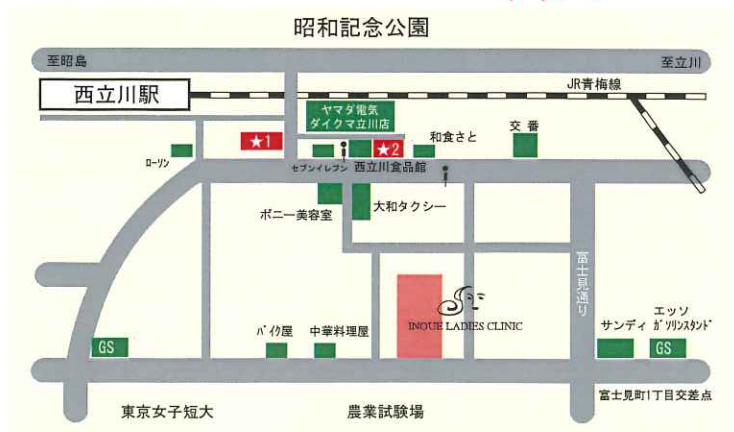 昭和記念公園
至昭島
至立川
JR青梅線
西立川駅
ヤマダ電気
ダイクマ立川店
★1
★2
和食さと
交番
ローソン
セブンイレブン
西立川食品館
ポニー美容室
大和タクシー
富士見通り
INOUE LADIES CLINIC
バイク屋
中華料理屋
サンディ
エッソ
ガソリンスタンド
GS
GS
富士見町1丁目交差点
東京女子短大
農業試験場